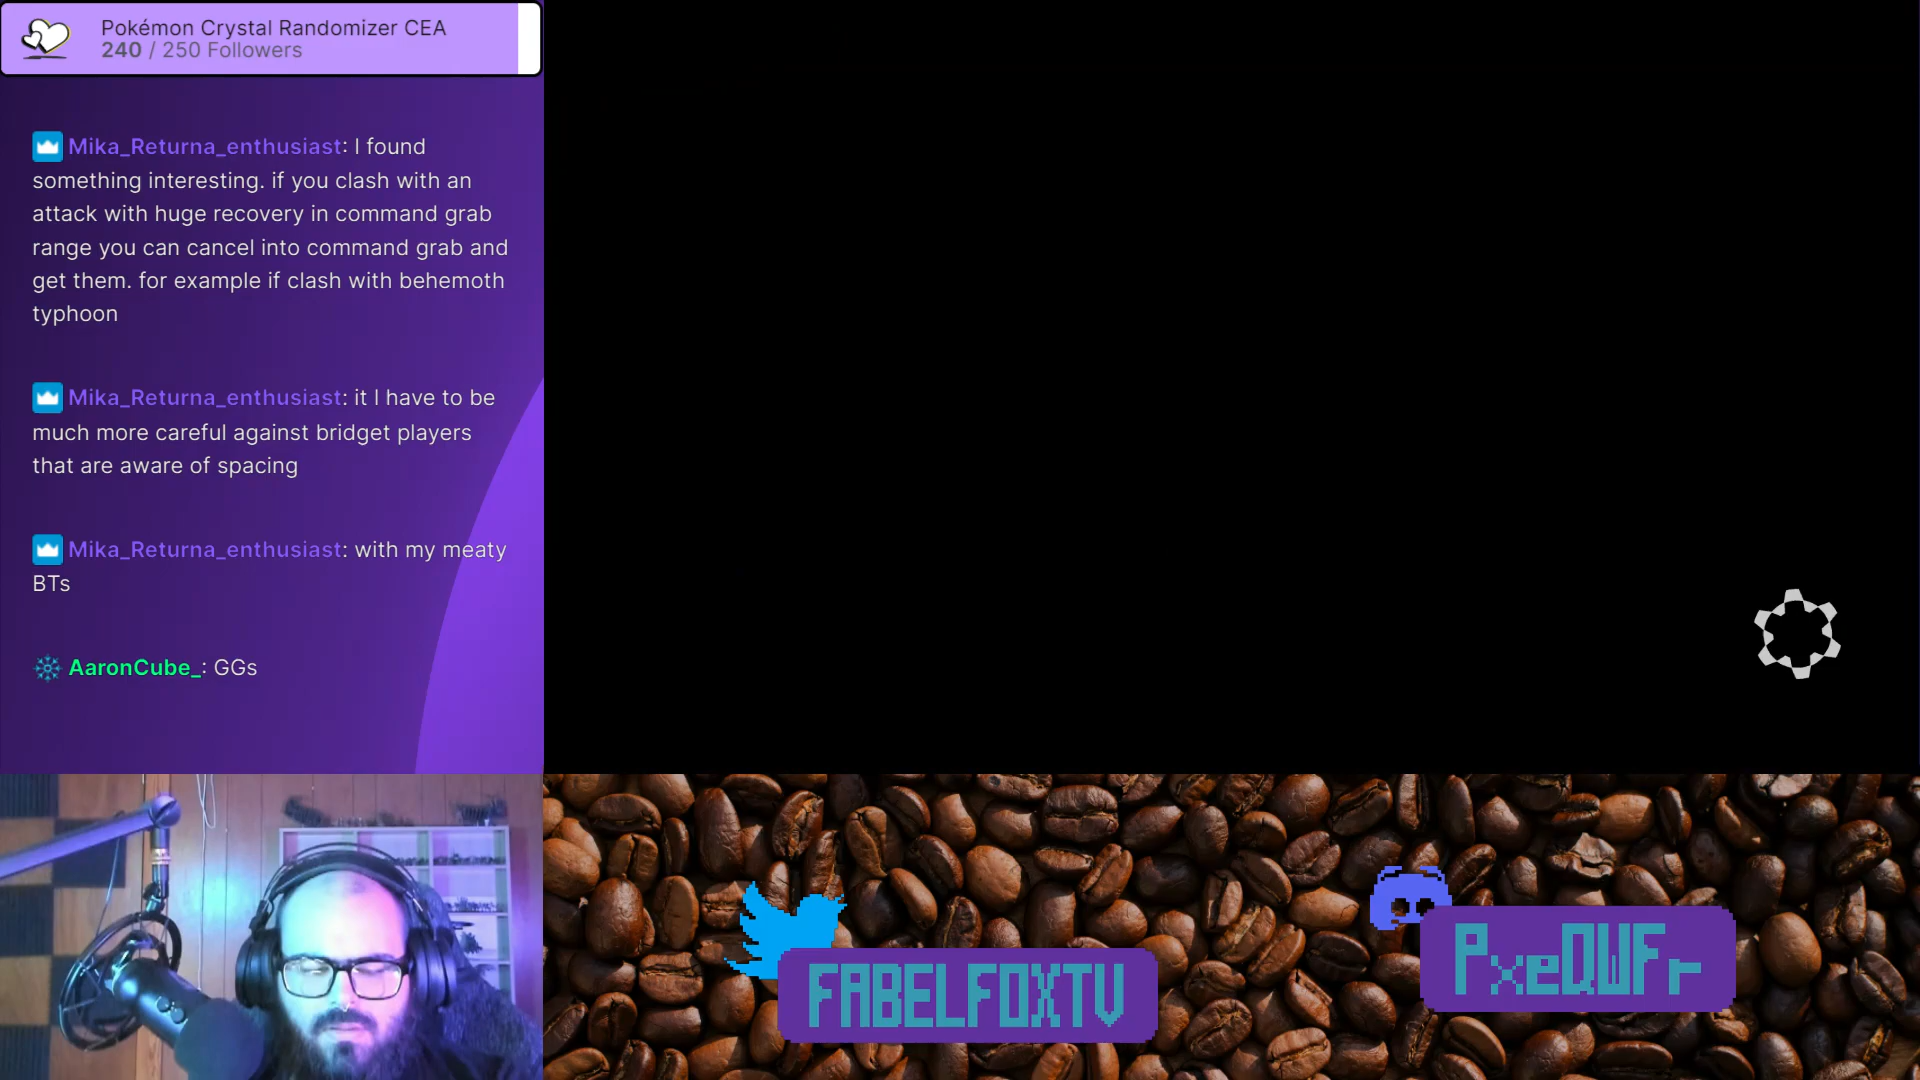 Pokémon Crystal Randomizer CEA
240 / 250 Followers
Mika_Returna_enthusiast: I found
something interesting. if you clash with an
attack with huge recovery in command grab
range you can cancel into command grab and
get them. for example if clash with behemoth
typhoon
Mika_Returna_enthusiast: it I have to be
much more careful against bridget players
that are aware of spacing
Mika_Returna_enthusiast: with my meaty
BTs
AaronCube_: GGs
FABELFOXTV
PxeQWFr